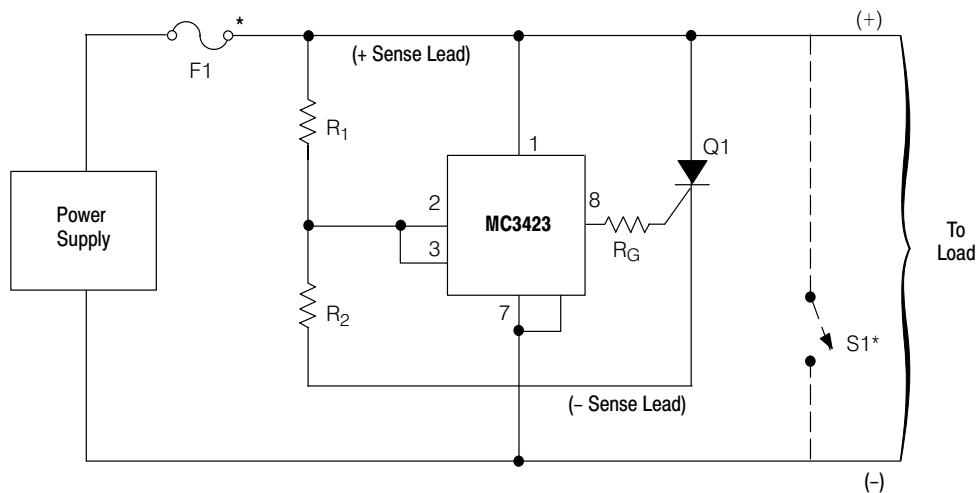 *
(+)
F1
(+ Sense Lead)
R1
1
Q1
Power
Supply
2
8
MC3423
3
RG
To
Load
R2
7
S1*
(– Sense Lead)
(–)